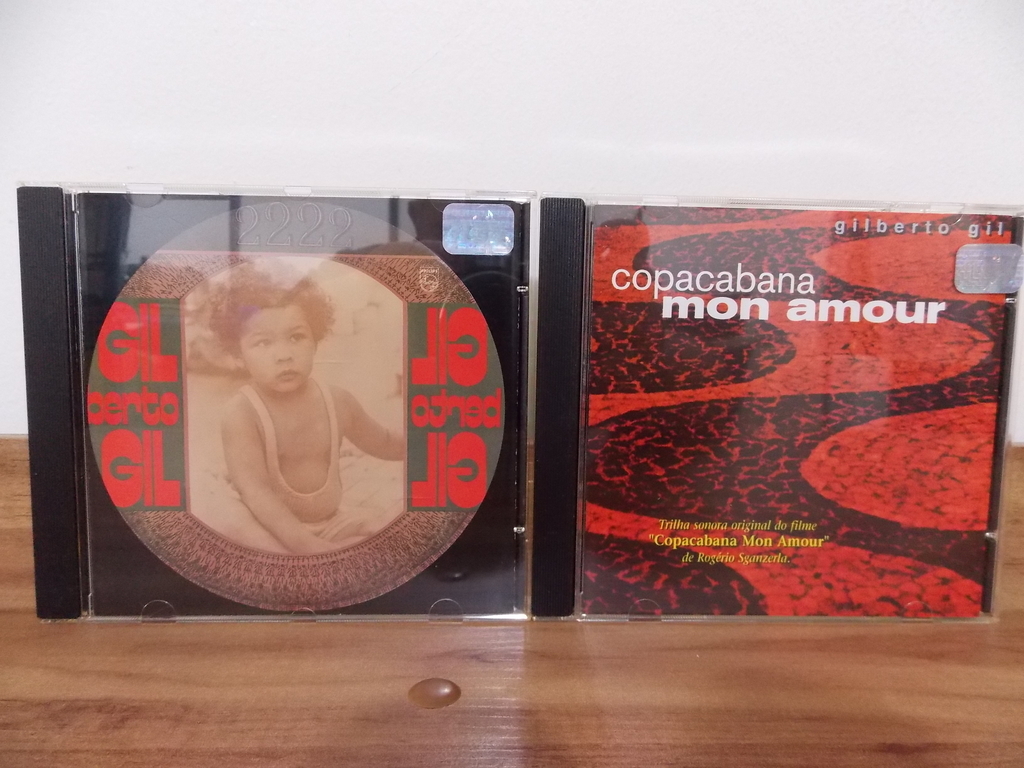 2222
GIL
berto
GIL
GIL
berto
GIL
gilberto gil
copacabana
mon amour
Trilha sonora original do filme
"Copacabana Mon Amour"
de Rogério Sganzerla.